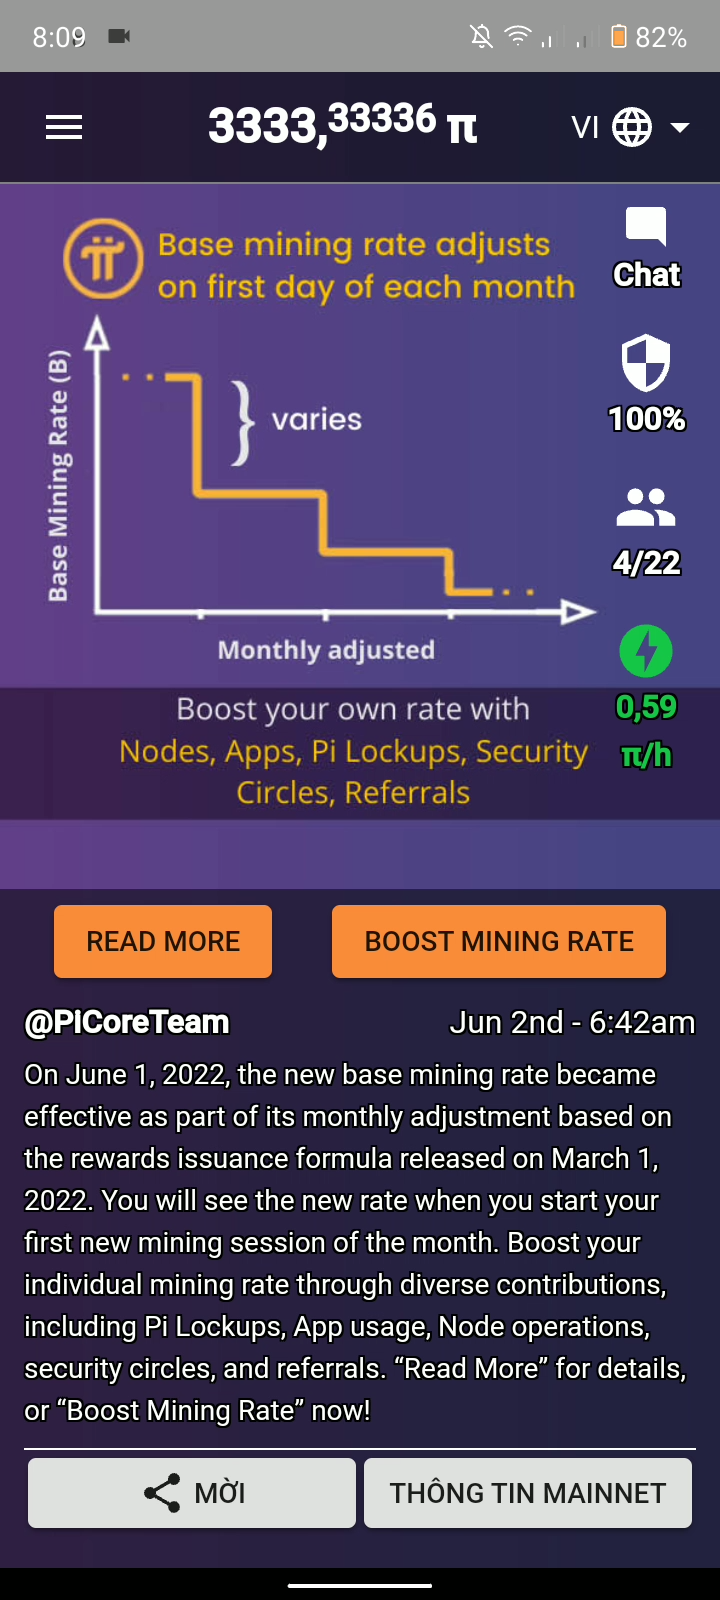 8:09
82%
3333,33336 π
VI
Base mining rate adjusts
on first day of each month
Chat
100%
4/22
0,59
π/h
Base Mining Rate (B)
varies
Monthly adjusted
Boost your own rate with
Nodes, Apps, Pi Lockups, Security
Circles, Referrals
READ MORE
BOOST MINING RATE
@PiCoreTeam
Jun 2nd - 6:42am
On June 1, 2022, the new base mining rate became
effective as part of its monthly adjustment based on
the rewards issuance formula released on March 1,
2022. You will see the new rate when you start your
first new mining session of the month. Boost your
individual mining rate through diverse contributions,
including Pi Lockups, App usage, Node operations,
security circles, and referrals. “Read More” for details,
or “Boost Mining Rate” now!
MỜI
THÔNG TIN MAINNET